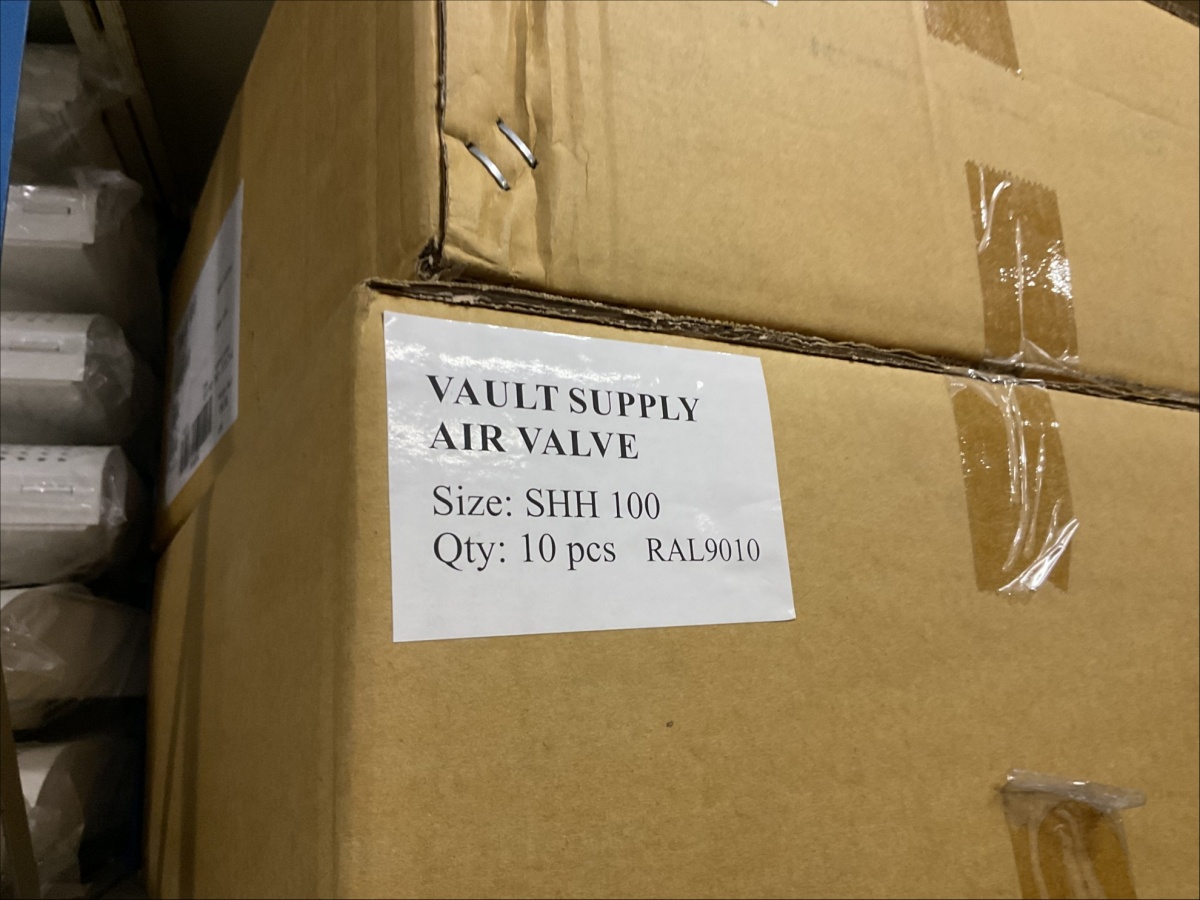 VAULT SUPPLY
AIR VALVE
Size: SHH 100
Qty: 10 pcs RAL9010